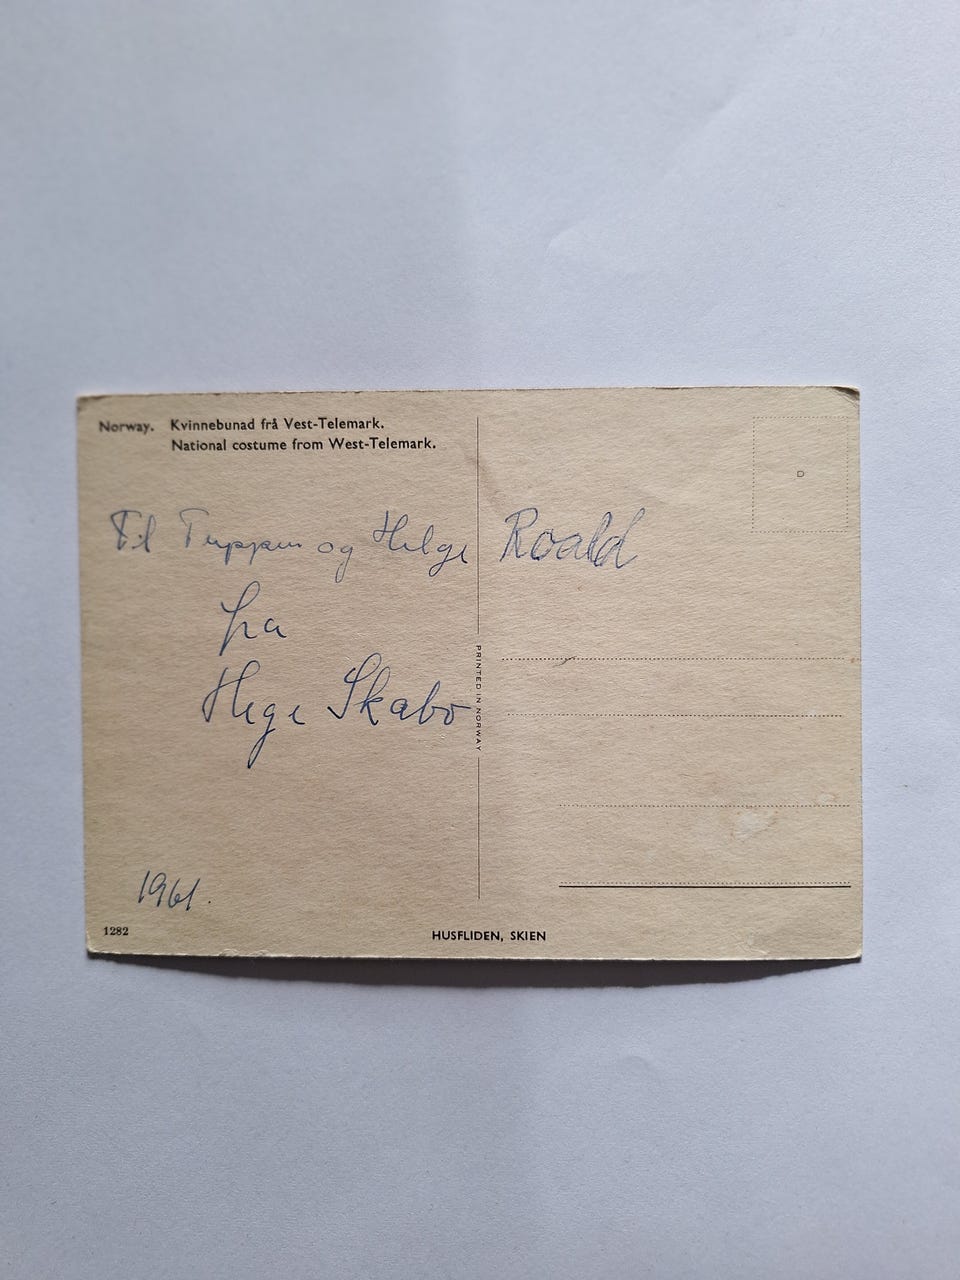 Norway. Kvinnebunad frå Vest-Telemark.
National costume from West-Telemark.
Til Tuppen og Helge Roald
fra
Hege Skabo
1961.
1282
PRINTED IN NORWAY
HUSFLIDEN, SKIEN
D